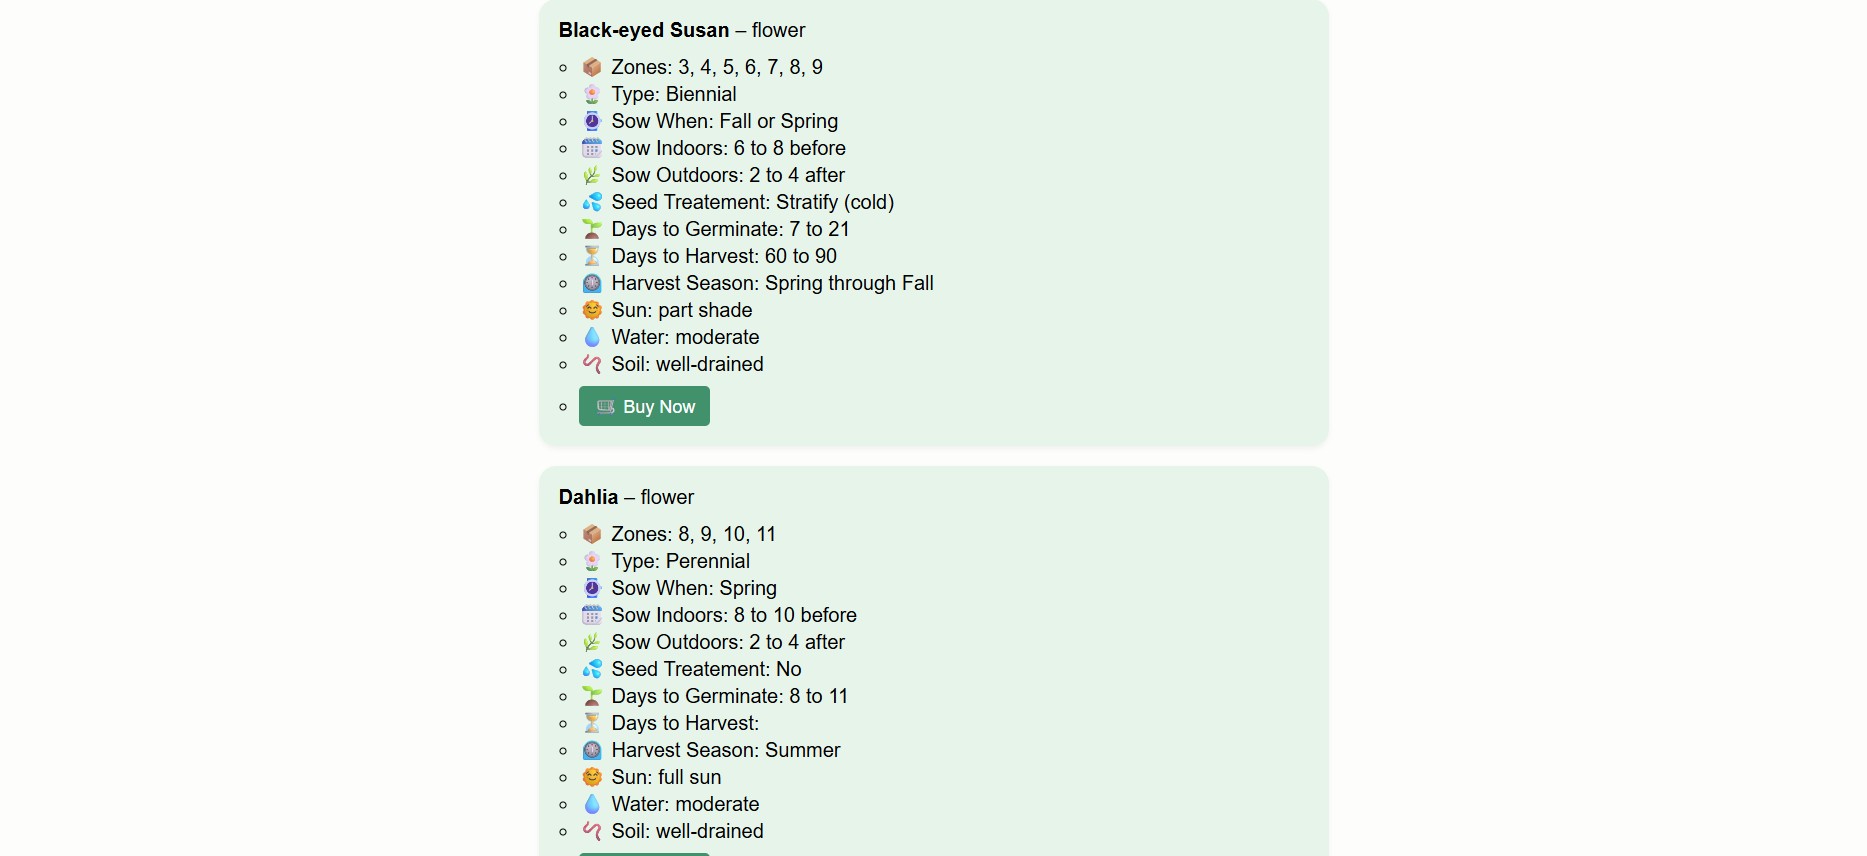 Black-eyed Susan – flower
📦 Zones: 3, 4, 5, 6, 7, 8, 9
🌸 Type: Biennial
⌚ Sow When: Fall or Spring
📅 Sow Indoors: 6 to 8 before
🌿 Sow Outdoors: 2 to 4 after
💦 Seed Treatement: Stratify (cold)
🌱 Days to Germinate: 7 to 21
⏳ Days to Harvest: 60 to 90
Harvest Season: Spring through Fall
🌞 Sun: part shade
💧 Water: moderate
🪱 Soil: well-drained
Buy Now
Dahlia – flower
📦 Zones: 8, 9, 10, 11
🌸 Type: Perennial
⌚ Sow When: Spring
📅 Sow Indoors: 8 to 10 before
🌿 Sow Outdoors: 2 to 4 after
💦 Seed Treatement: No
🌱 Days to Germinate: 8 to 11
⏳ Days to Harvest:
Harvest Season: Summer
🌞 Sun: full sun
💧 Water: moderate
🪱 Soil: well-drained